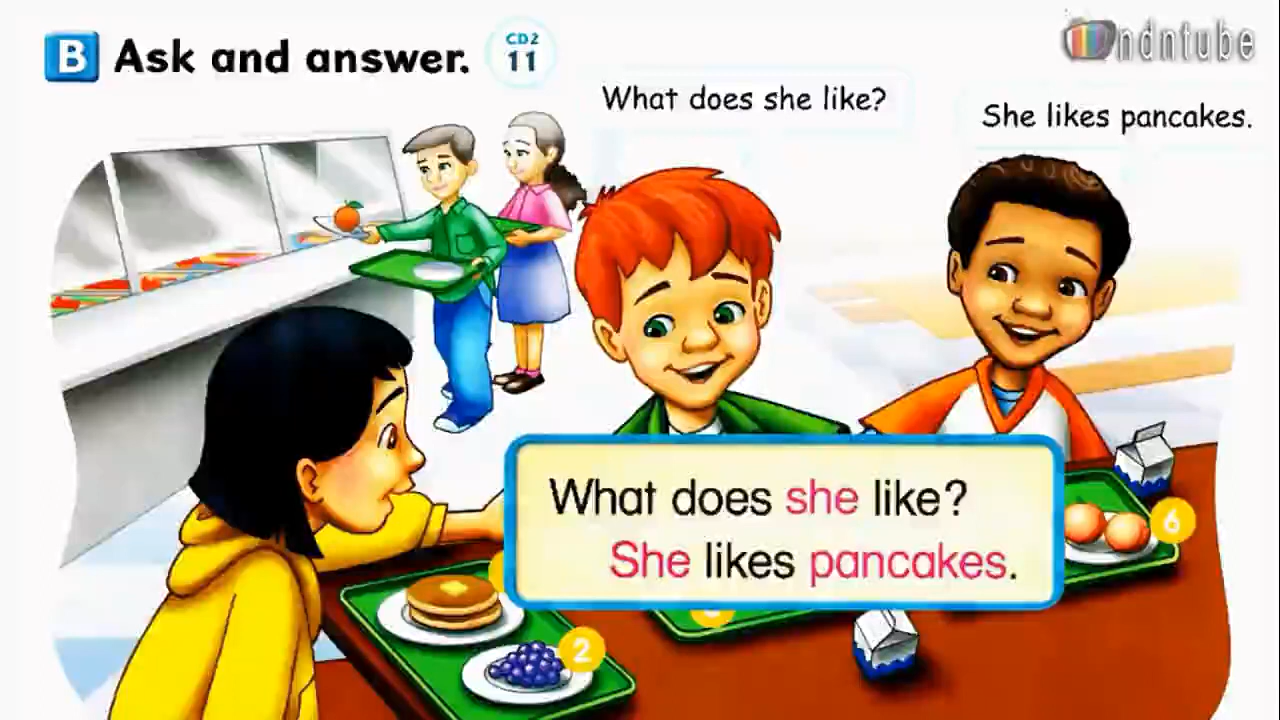 B Ask and answer. CD2 11
ndntube
What does she like?
She likes pancakes.
What does she like?
She likes pancakes.
6
2